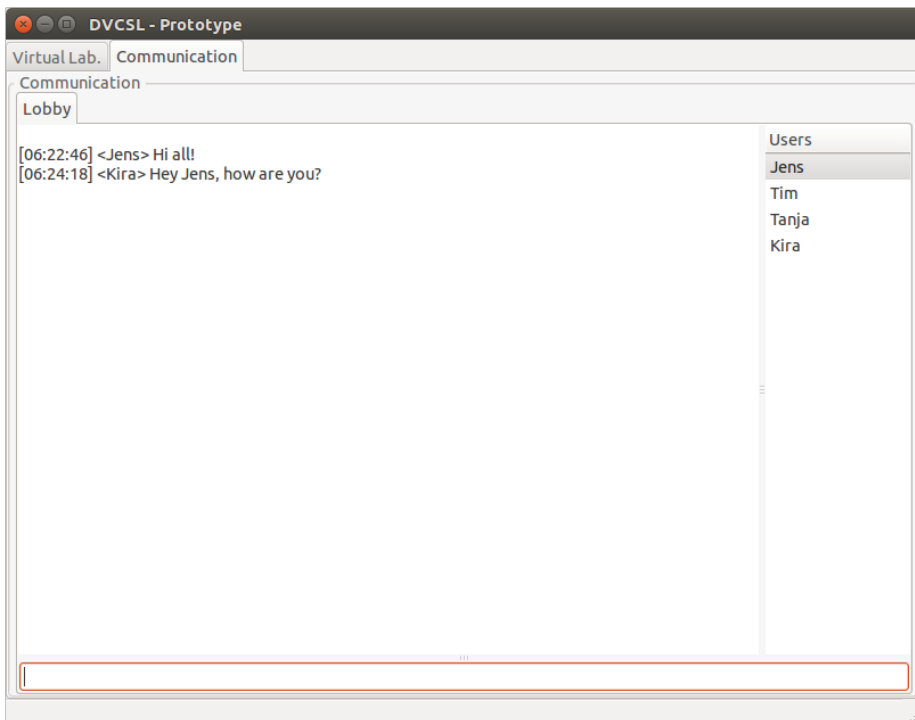 DVCSL - Prototype
Virtual Lab. Communication
Communication
Lobby
[06:22:46] <Jens> Hi all!
[06:24:18] <Kira> Hey Jens, how are you?
Users
Jens
Tim
Tanja
Kira